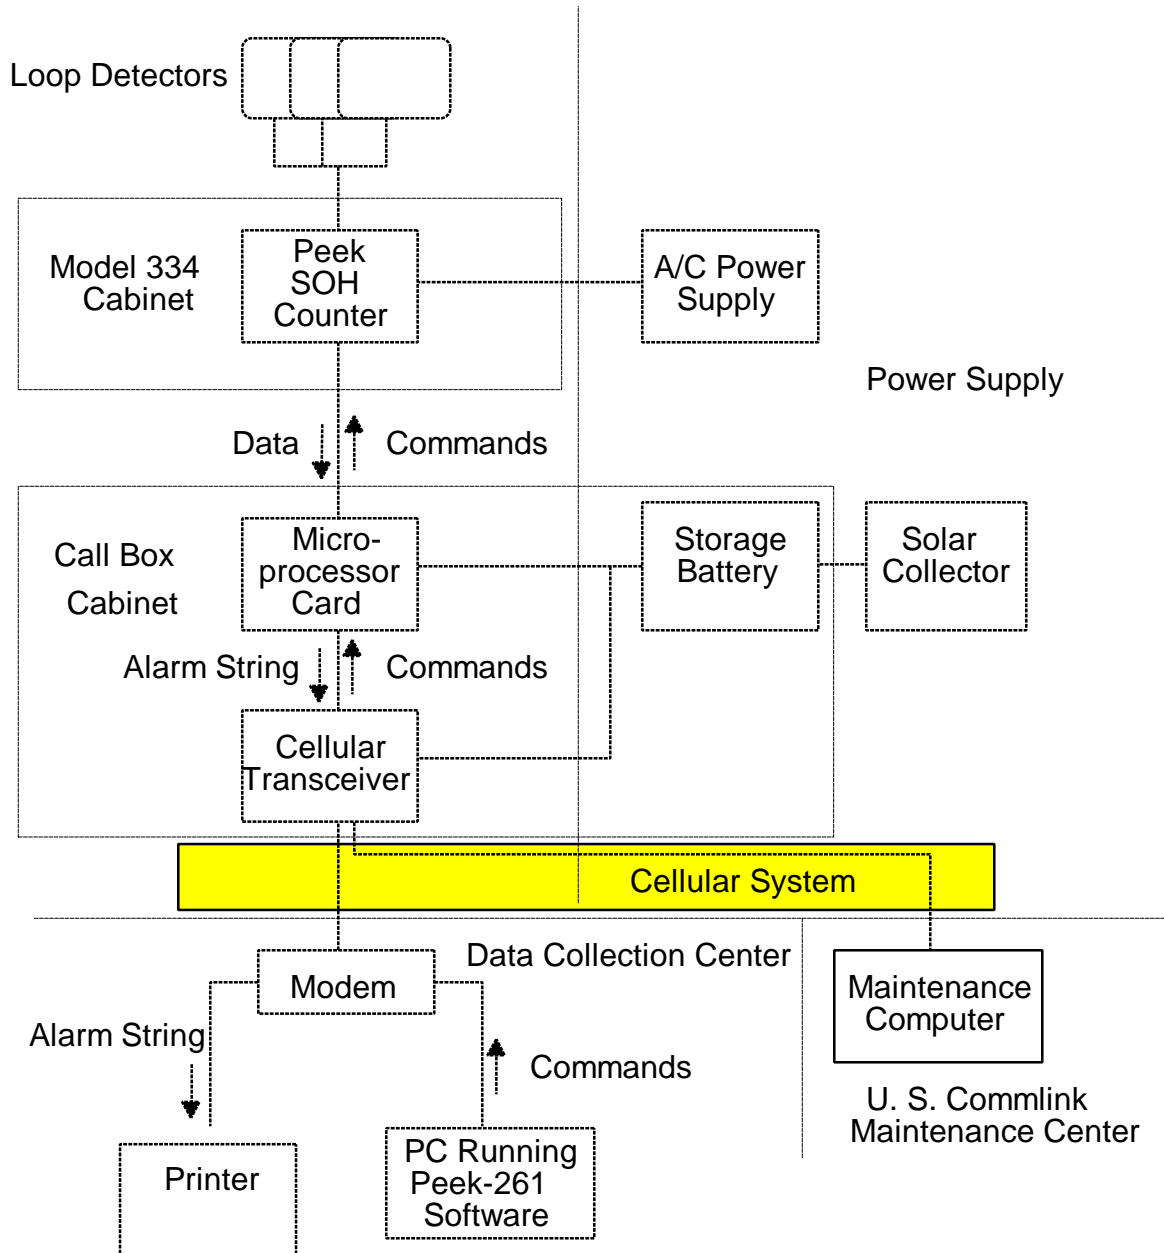 Loop Detectors
Model 334
Cabinet
Peek
SOH
Counter
A/C Power
Supply
Power Supply
Data
Commands
Call Box
Cabinet
Micro-
processor
Card
Storage
Battery
Solar
Collector
Alarm String
Commands
Cellular
Transceiver
Cellular System
Data Collection Center
Modem
Maintenance
Computer
Alarm String
Commands
U. S. Commlink
Maintenance Center
Printer
PC Running
Peek-261
Software